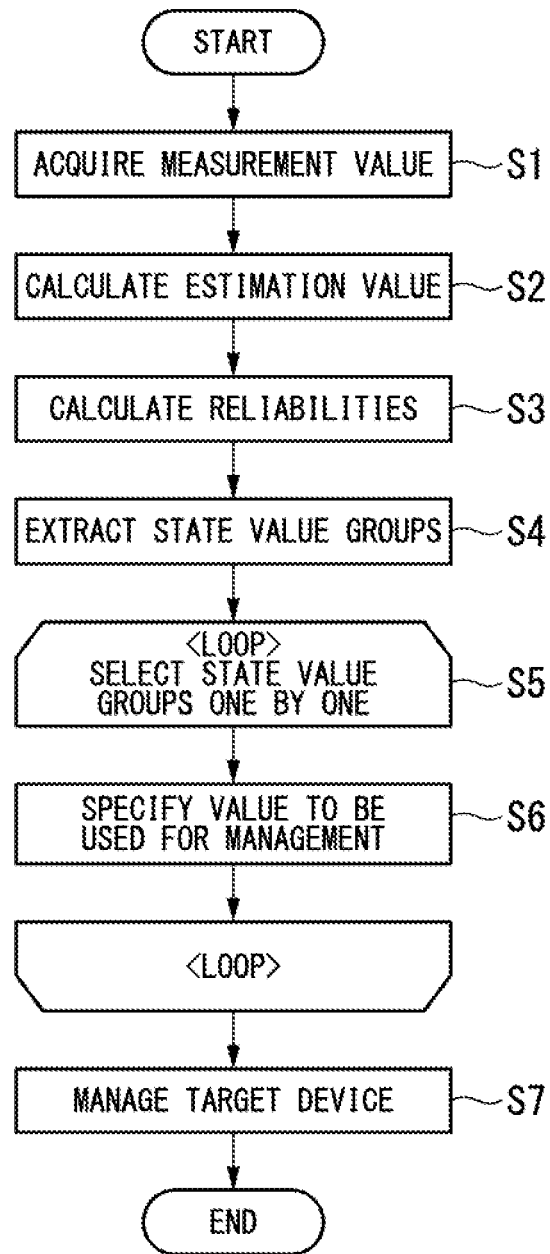 START
ACQUIRE MEASUREMENT VALUE S1
CALCULATE ESTIMATION VALUE S2
CALCULATE RELIABILITIES S3
EXTRACT STATE VALUE GROUPS S4
<LOOP>
SELECT STATE VALUE
GROUPS ONE BY ONE S5
SPECIFY VALUE TO BE
USED FOR MANAGEMENT S6
<LOOP>
MANAGE TARGET DEVICE S7
END